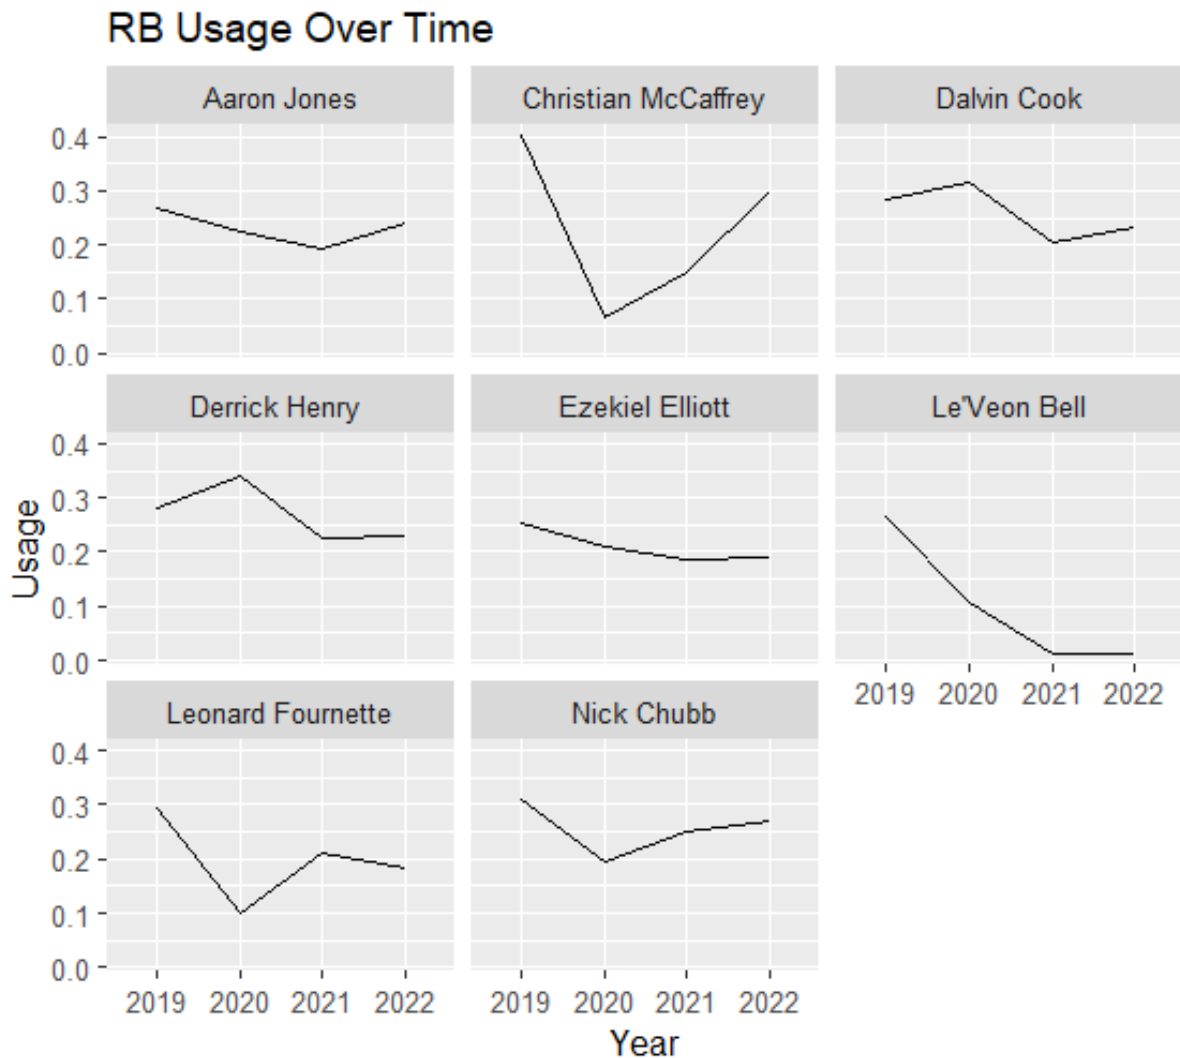 RB Usage Over Time
Aaron Jones Christian McCaffrey Dalvin Cook
0.4
0.3
0.2
0.1
0.0
Derrick Henry Ezekiel Elliott Le'Veon Bell
0.4
0.3
0.2
0.1
0.0
2019 2020 2021 2022
Leonard Fournette Nick Chubb
0.4
0.3
0.2
0.1
0.0
2019 2020 2021 2022 2019 2020 2021 2022
Usage
Year